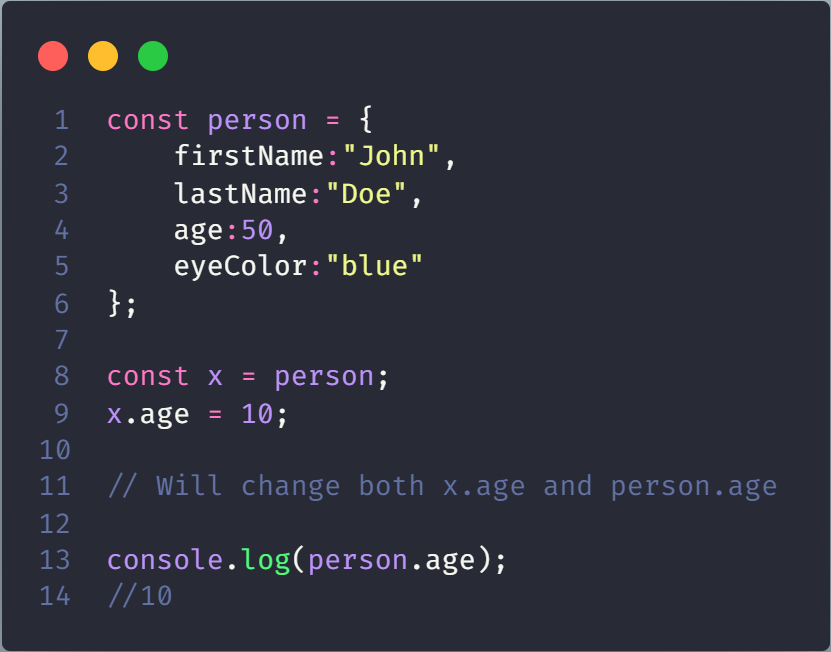 1 const person = {
2     firstName:"John",
3     lastName:"Doe",
4     age:50,
5     eyeColor:"blue"
6 };
7
8 const x = person;
9 x.age = 10;
10
11 // Will change both x.age and person.age
12
13 console.log(person.age);
14 //10